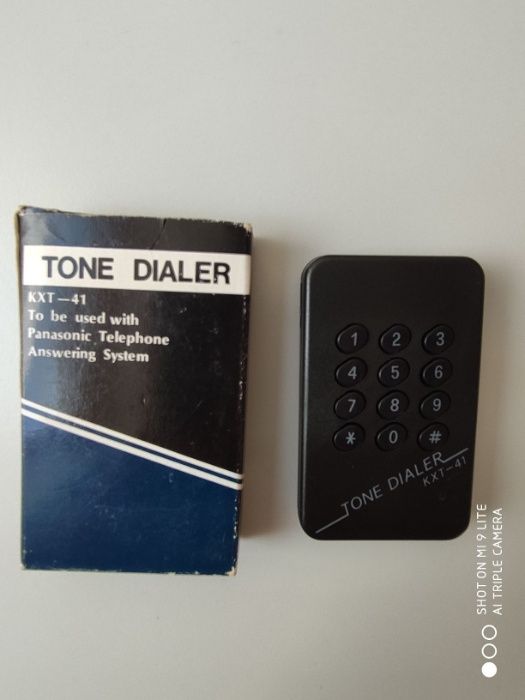 TONE DIALER
KXT—41
To be used with
Panasonic Telephone
Answering System
1 2 3
4 5 6
7 8 9
* 0 #
TONE DIALER
KXT-41
SHOT ON MI 9 LITE
AI TRIPLE CAMERA